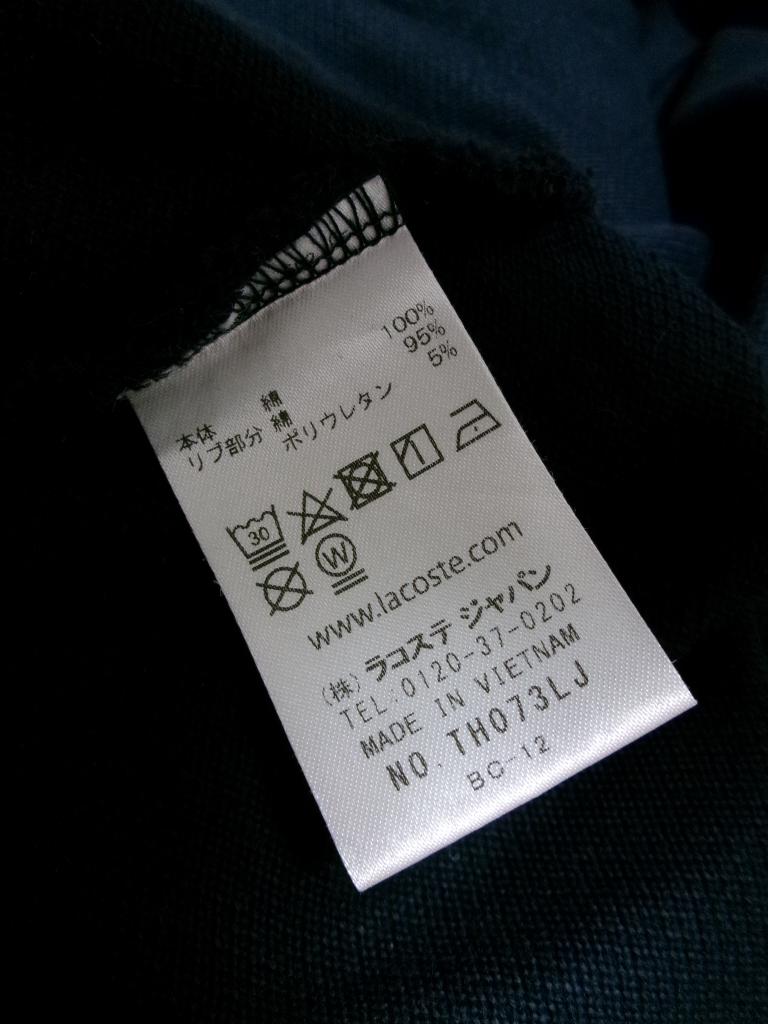 本体 綿 100%
リブ部分 綿 95%
ポリウレタン 5%
30
W
www.lacoste.com
(株) ラコステ ジャパン
TEL:0120-37-0202
MADE IN VIETNAM
NO. TH073LJ
BC-12